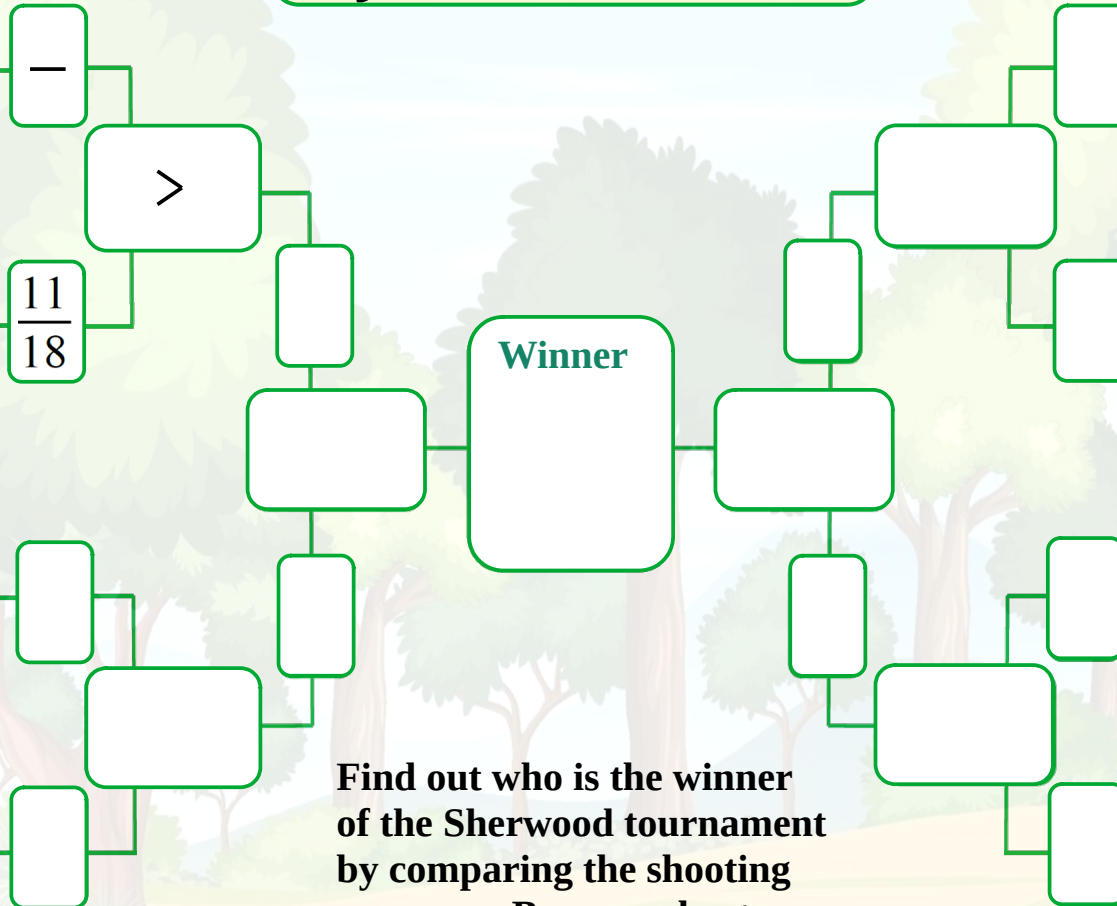 —
>
11
18
Winner
Find out who is the winner
of the Sherwood tournament
by comparing the shooting